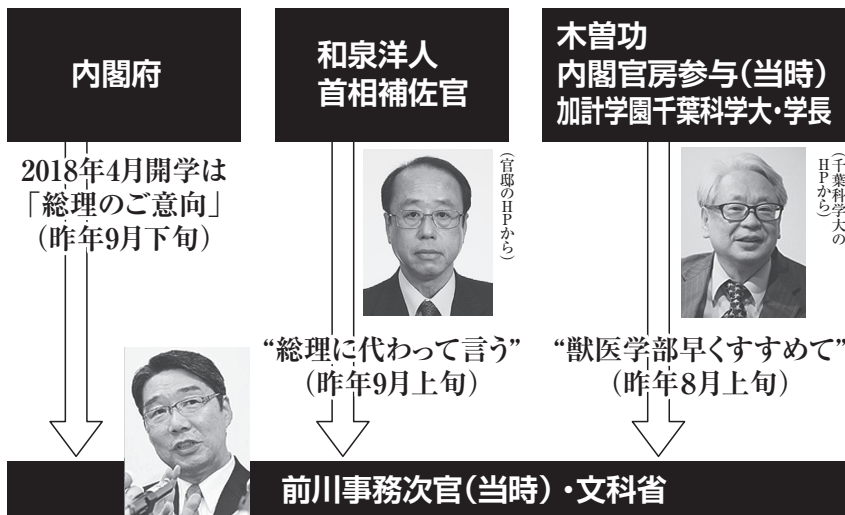 内閣府
2018年4月開学は
「総理のご意向」
（昨年9月下旬）
和泉洋人
首相補佐官
（官邸のHPから）
“総理に代わって言う”
（昨年9月上旬）
木曽功
内閣官房参与（当時）
加計学園千葉科学大・学長
（千葉科学大の
HPから）
“獣医学部早くすすめて”
（昨年8月上旬）
前川事務次官（当時）・文科省